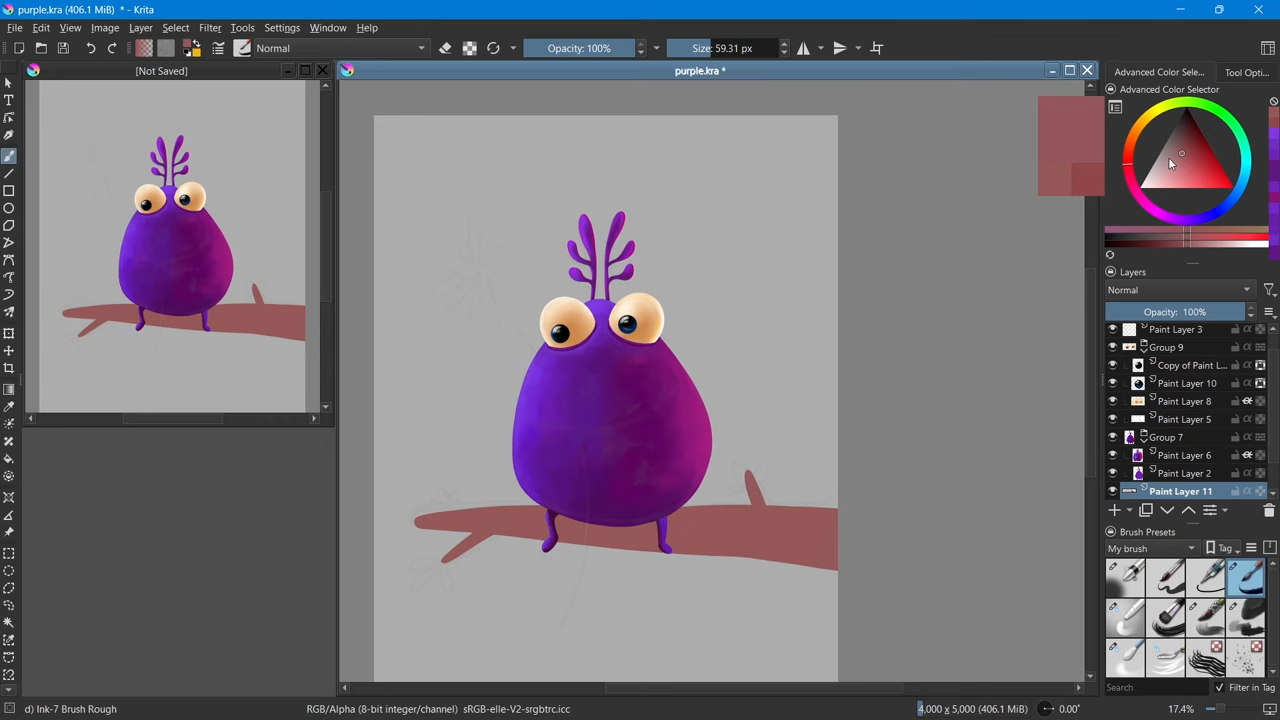 purple.kra (406.1 MiB) * - Krita
File Edit View Image Layer Select Filter Tools Settings Window Help
Normal Opacity: 100% Size: 59.31 px
[Not Saved] purple.kra * Advanced Color Sele... Tool Opti...
Advanced Color Selector
Layers
Normal
Opacity: 100%
Paint Layer 3
Group 9
Copy of Paint L...
Paint Layer 10
Paint Layer 8
Paint Layer 5
Group 7
Paint Layer 6
Paint Layer 2
Paint Layer 11
Brush Presets
My brush Tag
Search Filter in Tag
d) Ink-7 Brush Rough RGB/Alpha (8-bit integer/channel) sRGB-elle-V2-srgbtrc.icc 4,000 x 5,000 (406.1 MiB) 0.00° 17.4%